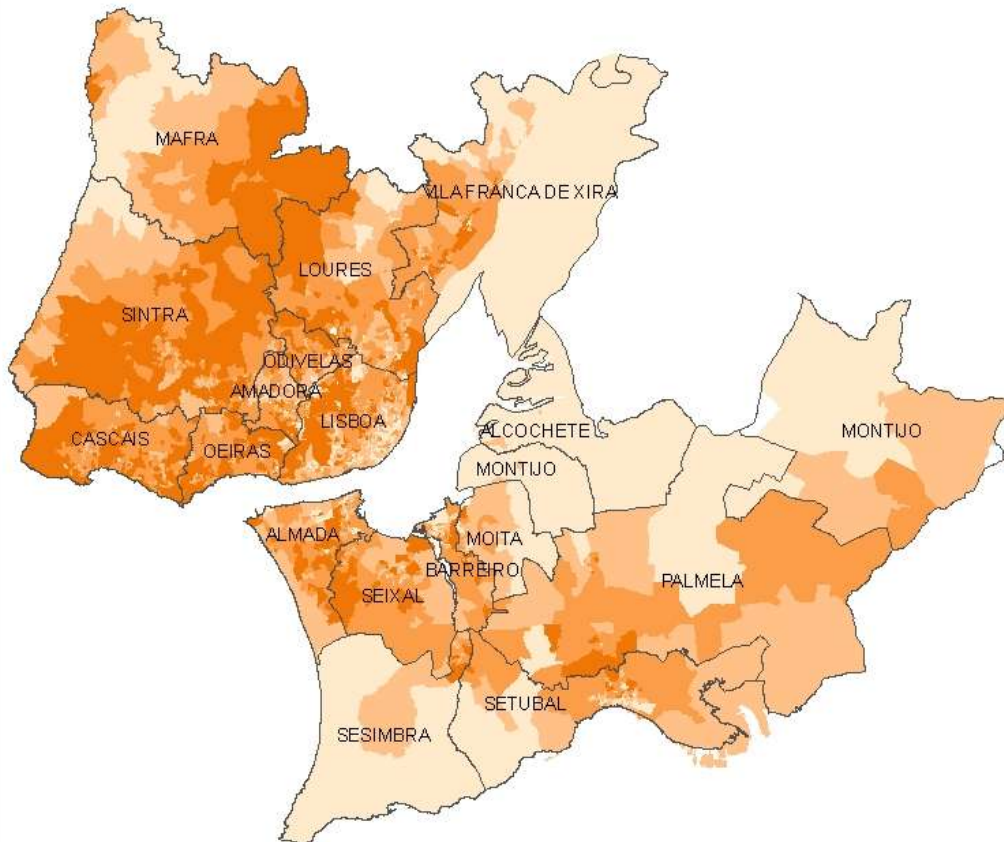 MAFRA
VILA FRANCA DE XIRA
LOURES
SINTRA
ODIVELAS
AMADORA
LISBOA
CASCAIS
OEIRAS
ALCOCHETE
MONTIJO
MONTIJO
ALMADA
MOITA
BARREIRO
SEIXAL
PALMELA
SETUBAL
SESIMBRA